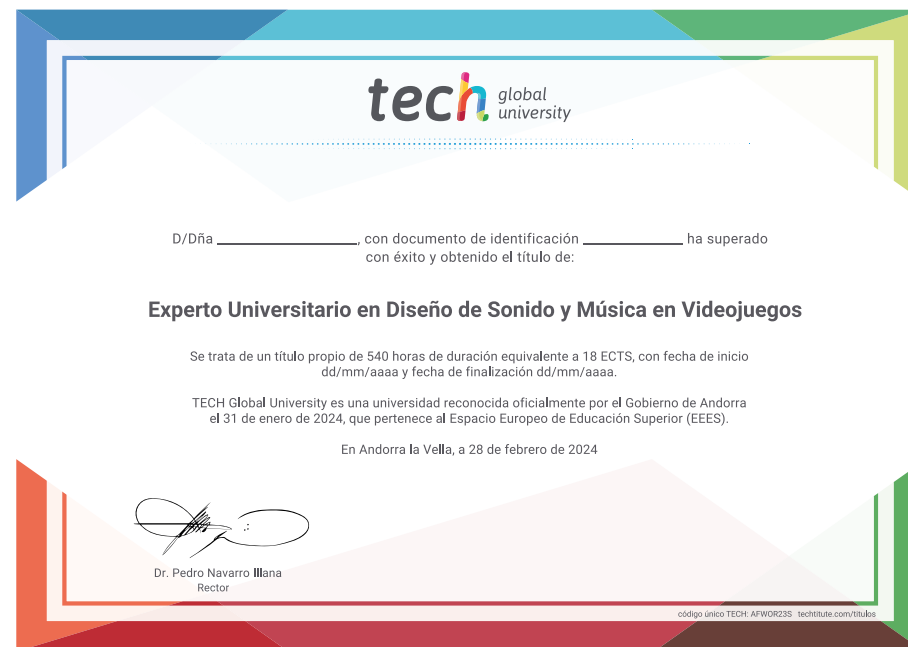 tech global university
D/Dña ____________, con documento de identificación ____________ ha superado
con éxito y obtenido el título de:
Experto Universitario en Diseño de Sonido y Música en Videojuegos
Se trata de un título propio de 540 horas de duración equivalente a 18 ECTS, con fecha de inicio
dd/mm/aaaa y fecha de finalización dd/mm/aaaa.
TECH Global University es una universidad reconocida oficialmente por el Gobierno de Andorra
el 31 de enero de 2024, que pertenece al Espacio Europeo de Educación Superior (EEES).
En Andorra la Vella, a 28 de febrero de 2024
Dr. Pedro Navarro Illana
Rector
código único TECH: AFWOR23S techtitute.com/titulos